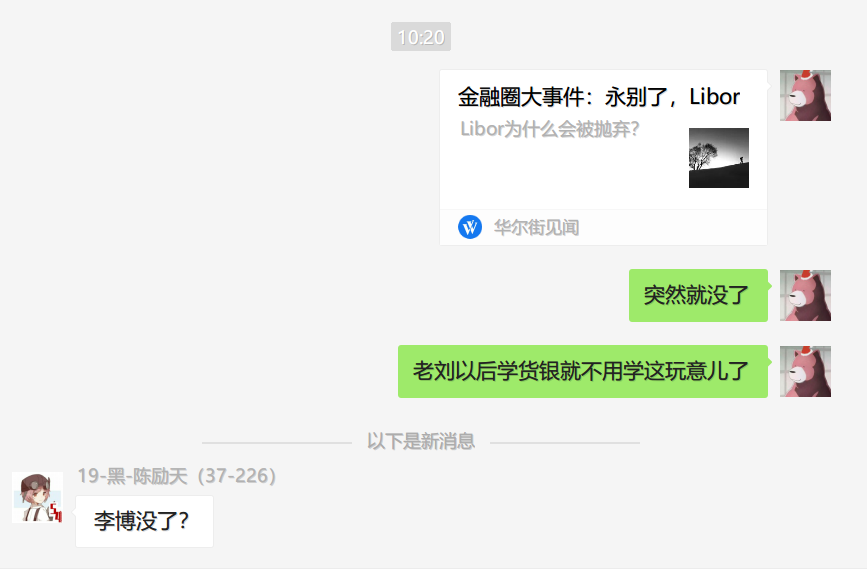 10:20
金融圈大事件：永别了，Libor
Libor为什么会被抛弃？
华尔街见闻
突然就没了
老刘以后学货银就不用学这玩意儿了
以下是新消息
19-黑-陈励天（37-226）
李博没了？